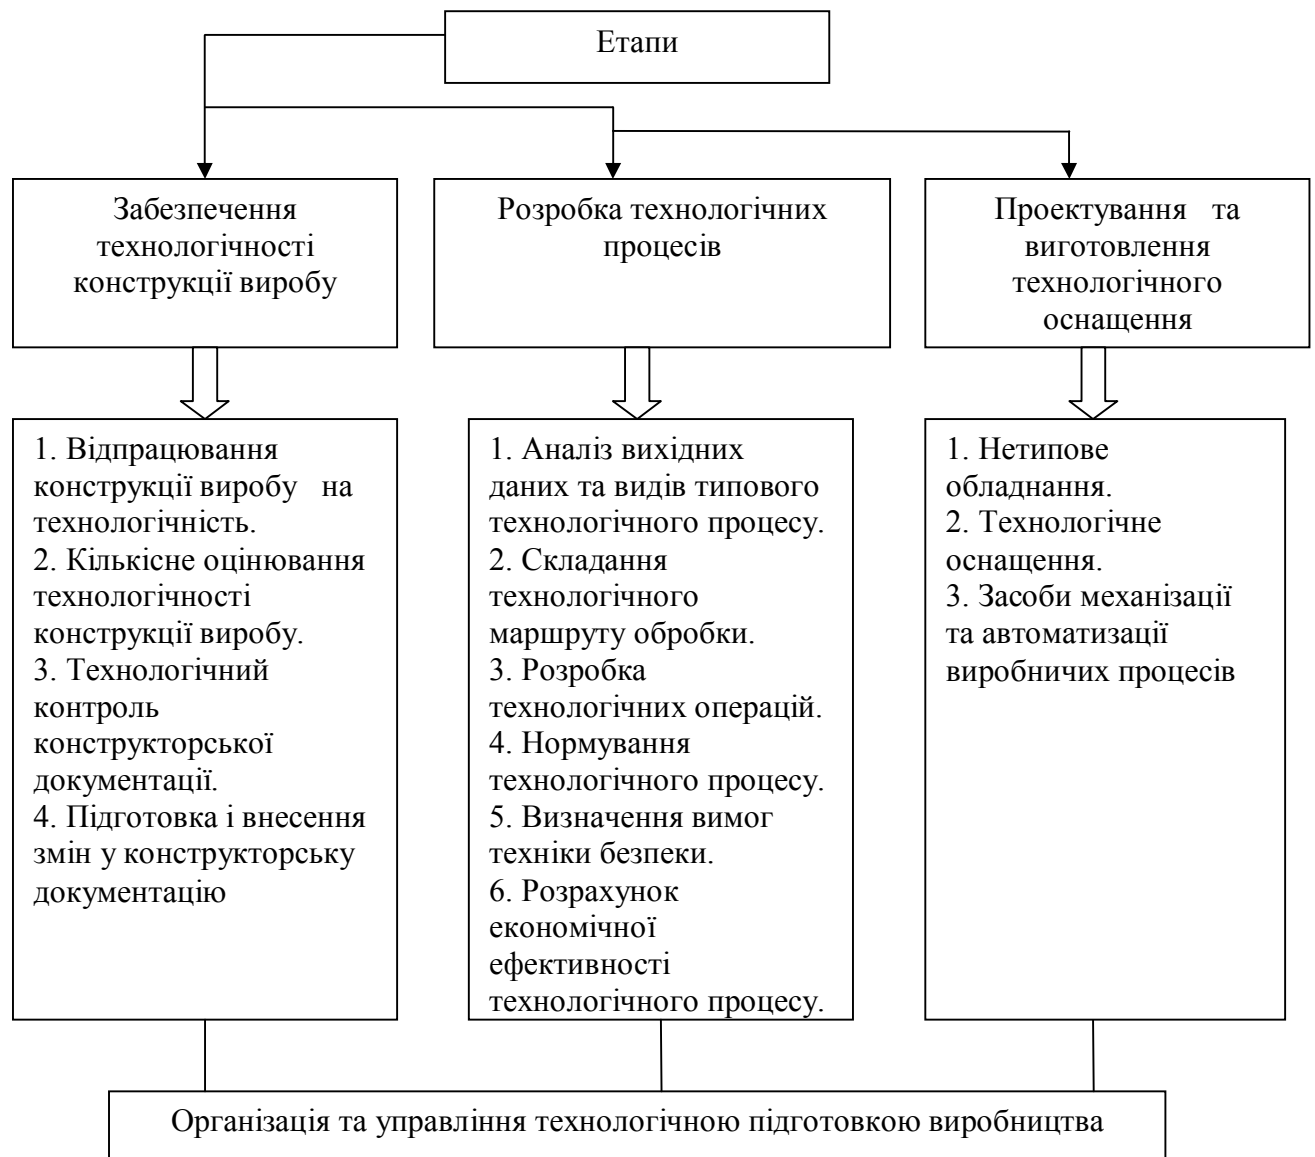 Етапи
Забезпечення
технологічності
конструкції виробу
Розробка технологічних
процесів
Проектування та
виготовлення
технологічного
оснащення
1. Відпрацювання
конструкції виробу на
технологічність.
2. Кількісне оцінювання
технологічності
конструкції виробу.
3. Технологічний
контроль
конструкторської
документації.
4. Підготовка і внесення
змін у конструкторську
документацію
1. Аналіз вихідних
даних та видів типового
технологічного процесу.
2. Складання
технологічного
маршруту обробки.
3. Розробка
технологічних операцій.
4. Нормування
технологічного процесу.
5. Визначення вимог
техніки безпеки.
6. Розрахунок
економічної
ефективності
технологічного процесу.
1. Нетипове
обладнання.
2. Технологічне
оснащення.
3. Засоби механізації
та автоматизації
виробничих процесів
Організація та управління технологічною підготовкою виробництва